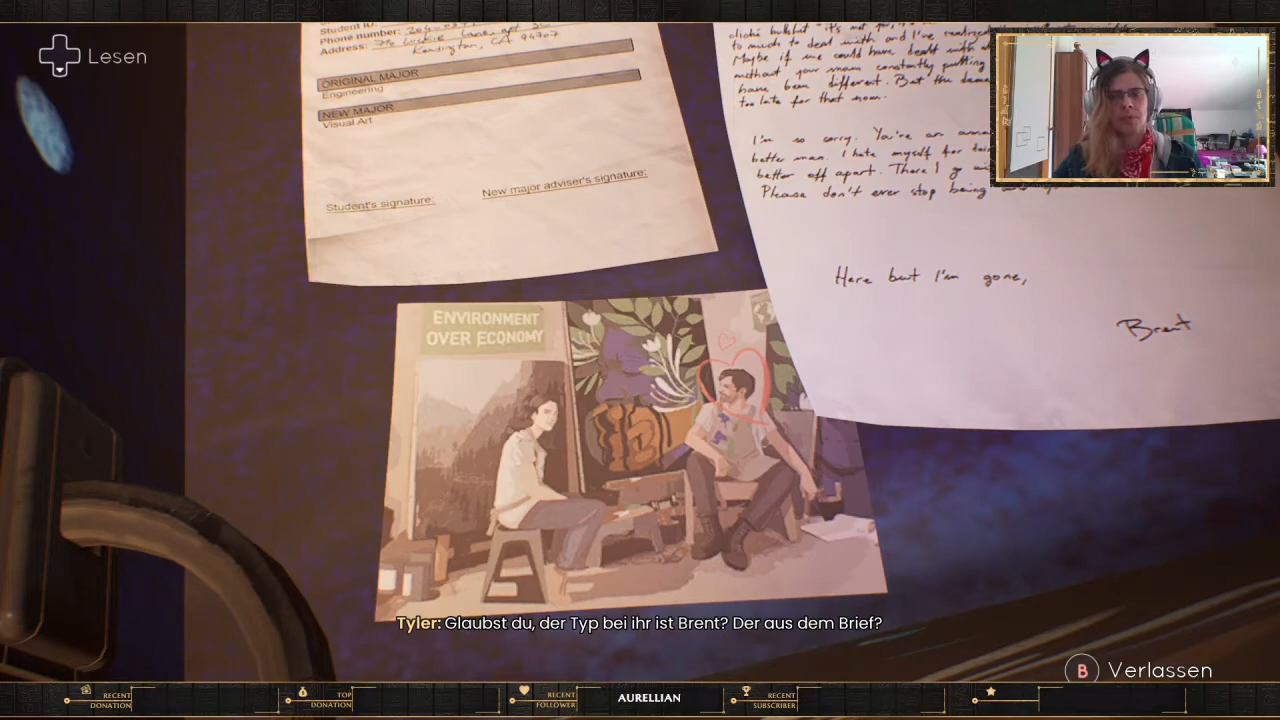 Lesen
Student ID:
Phone number:
Address:
Kensington, CA 94707
ORIGINAL MAJOR
Engineering
NEW MAJOR
Visual Art
Student's signature:
New major adviser's signature:
to much to deal with and I've
Maybe if we could have dealt with
without your mom constantly putting
have been different. But the
too late for that now.
I'm so sorry. You're an
better man. I hate myself for
better off apart. There I go
Please don't ever stop being
Here but I'm gone,
Brent
ENVIRONMENT
OVER ECONOMY
Tyler: Glaubst du, der Typ bei ihr ist Brent? Der aus dem Brief?
B Verlassen
RECENT
DONATION
TOP
DONATION
RECENT
FOLLOWER
AURELLIAN
RECENT
SUBSCRIBER